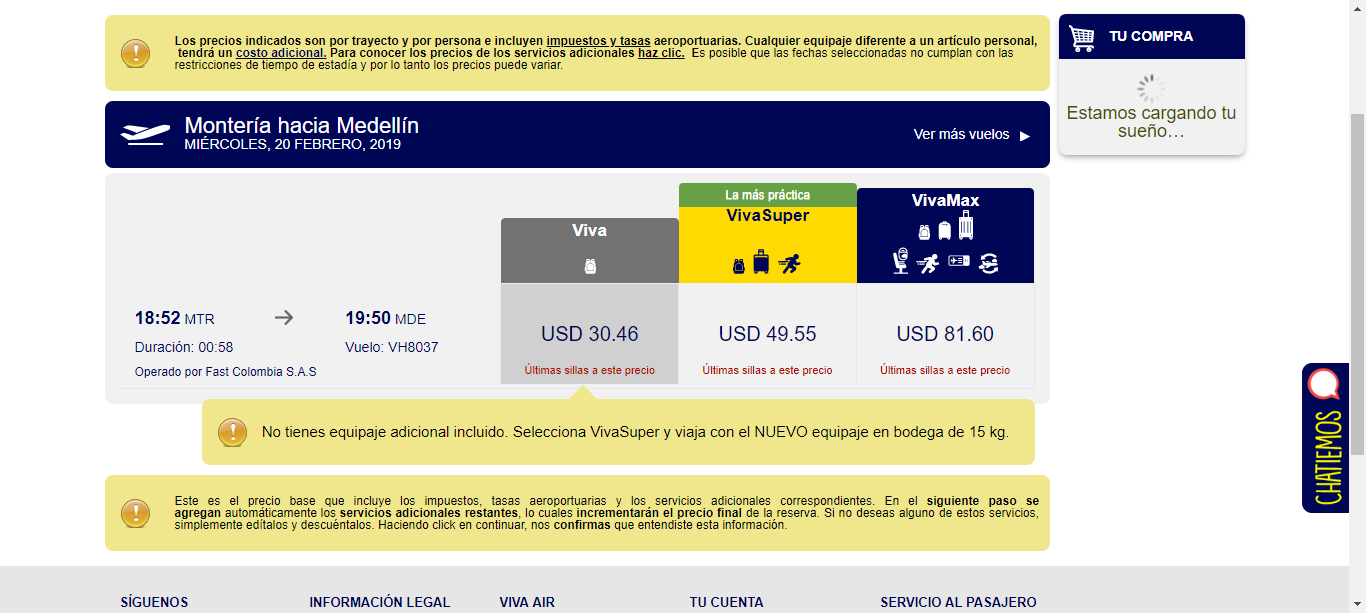 Los precios indicados son por trayecto y por persona e incluyen impuestos y tasas aeroportuarias. Cualquier equipaje diferente a un artículo personal,
tendrá un costo adicional. Para conocer los precios de los servicios adicionales haz clic. Es posible que las fechas seleccionadas no cumplan con las
restricciones de tiempo de estadía y por lo tanto los precios puede variar.
TU COMPRA
Estamos cargando tu
sueño…
Montería hacia Medellín
MIÉRCOLES, 20 FEBRERO, 2019
Ver más vuelos
La más práctica
Viva
VivaSuper
VivaMax
18:52 MTR
19:50 MDE
Duración: 00:58
Vuelo: VH8037
Operado por Fast Colombia S.A.S
USD 30.46
USD 49.55
USD 81.60
Últimas sillas a este precio
Últimas sillas a este precio
Últimas sillas a este precio
No tienes equipaje adicional incluido. Selecciona VivaSuper y viaja con el NUEVO equipaje en bodega de 15 kg.
CHATIEMOS
Este es el precio base que incluye los impuestos, tasas aeroportuarias y los servicios adicionales correspondientes. En el siguiente paso se
agregan automáticamente los servicios adicionales restantes, lo cuales incrementarán el precio final de la reserva. Si no deseas alguno de estos servicios,
simplemente edítalos y descuéntalos. Haciendo click en continuar, nos confirmas que entendiste esta información.
SÍGUENOS
INFORMACIÓN LEGAL
VIVA AIR
TU CUENTA
SERVICIO AL PASAJERO